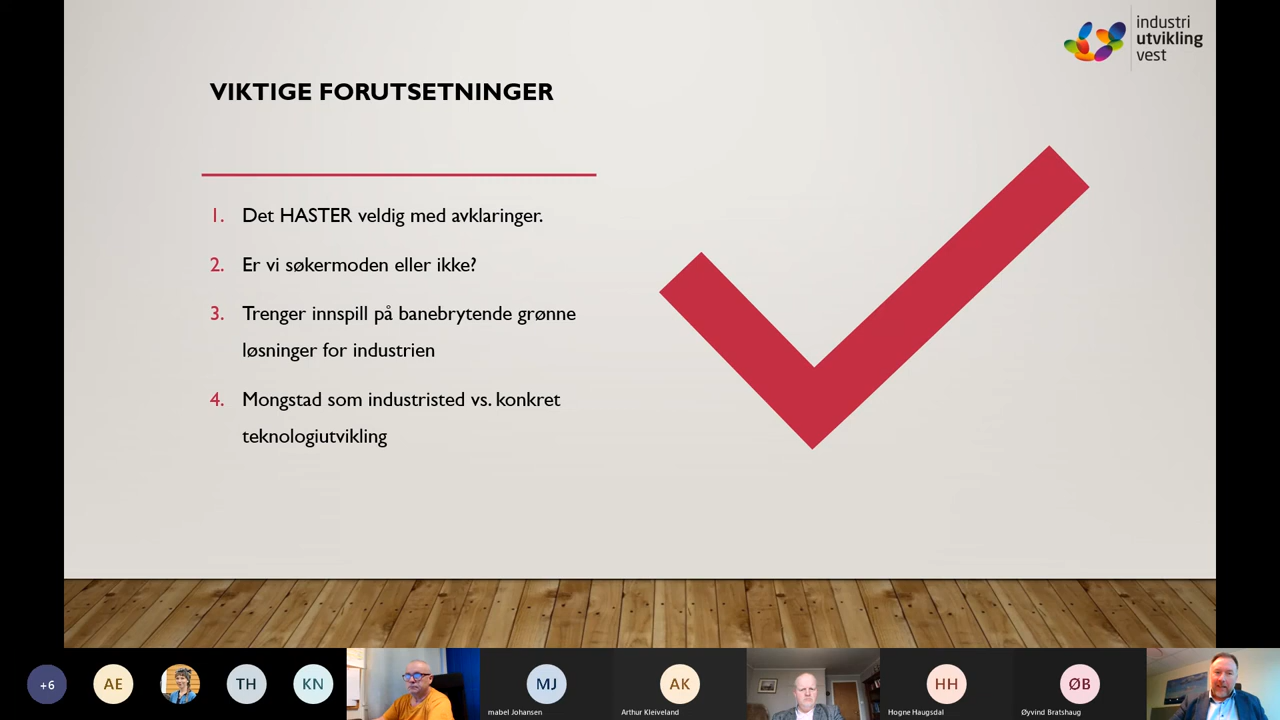 industri
utvikling
vest
VIKTIGE FORUTSETNINGER
1. Det HASTER veldig med avklaringer.
2. Er vi søkermoden eller ikke?
3. Trenger innspill på banebrytende grønne
løsninger for industrien
4. Mongstad som industristed vs. konkret
teknologiutvikling
+6
AE
TH
KN
MJ
AK
HH
ØB
mabel Johansen
Arthur Kleiveland
Hogne Haugsdal
Øyvind Bratshaug